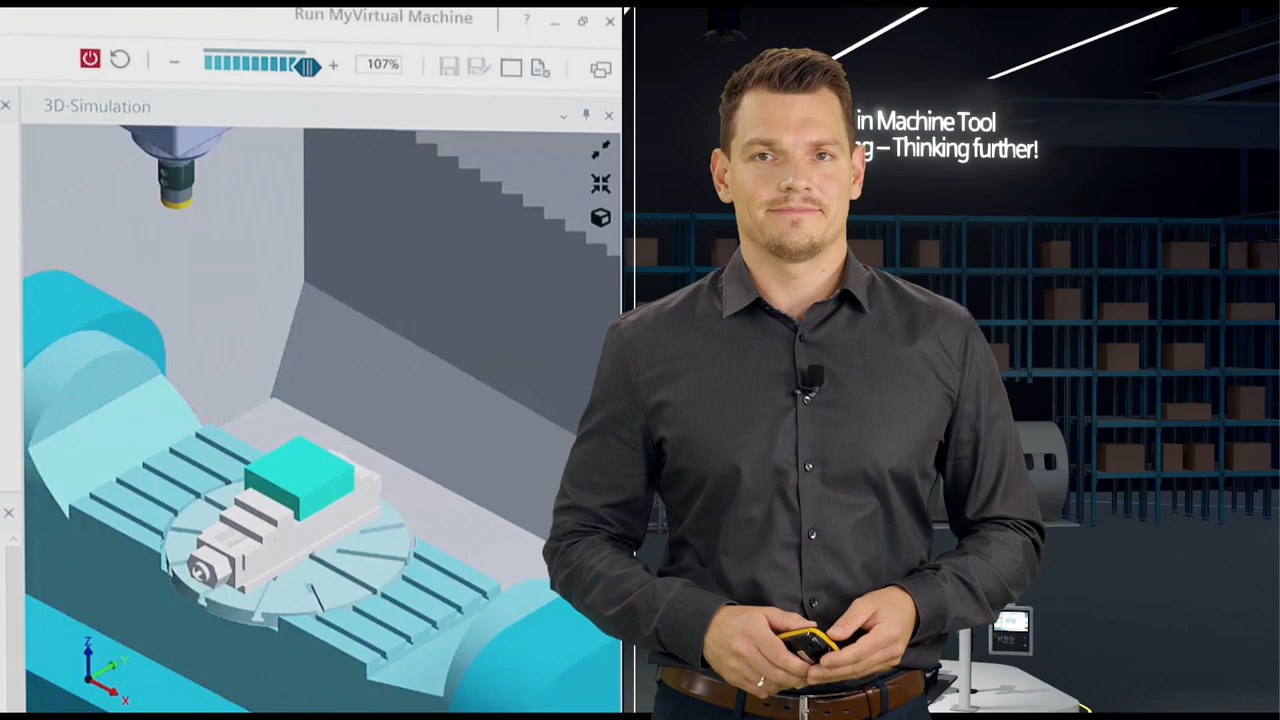 Run MyVirtual Machine
?
107%
3D-Simulation
in Machine Tool
g – Thinking further!
Z
Y
X